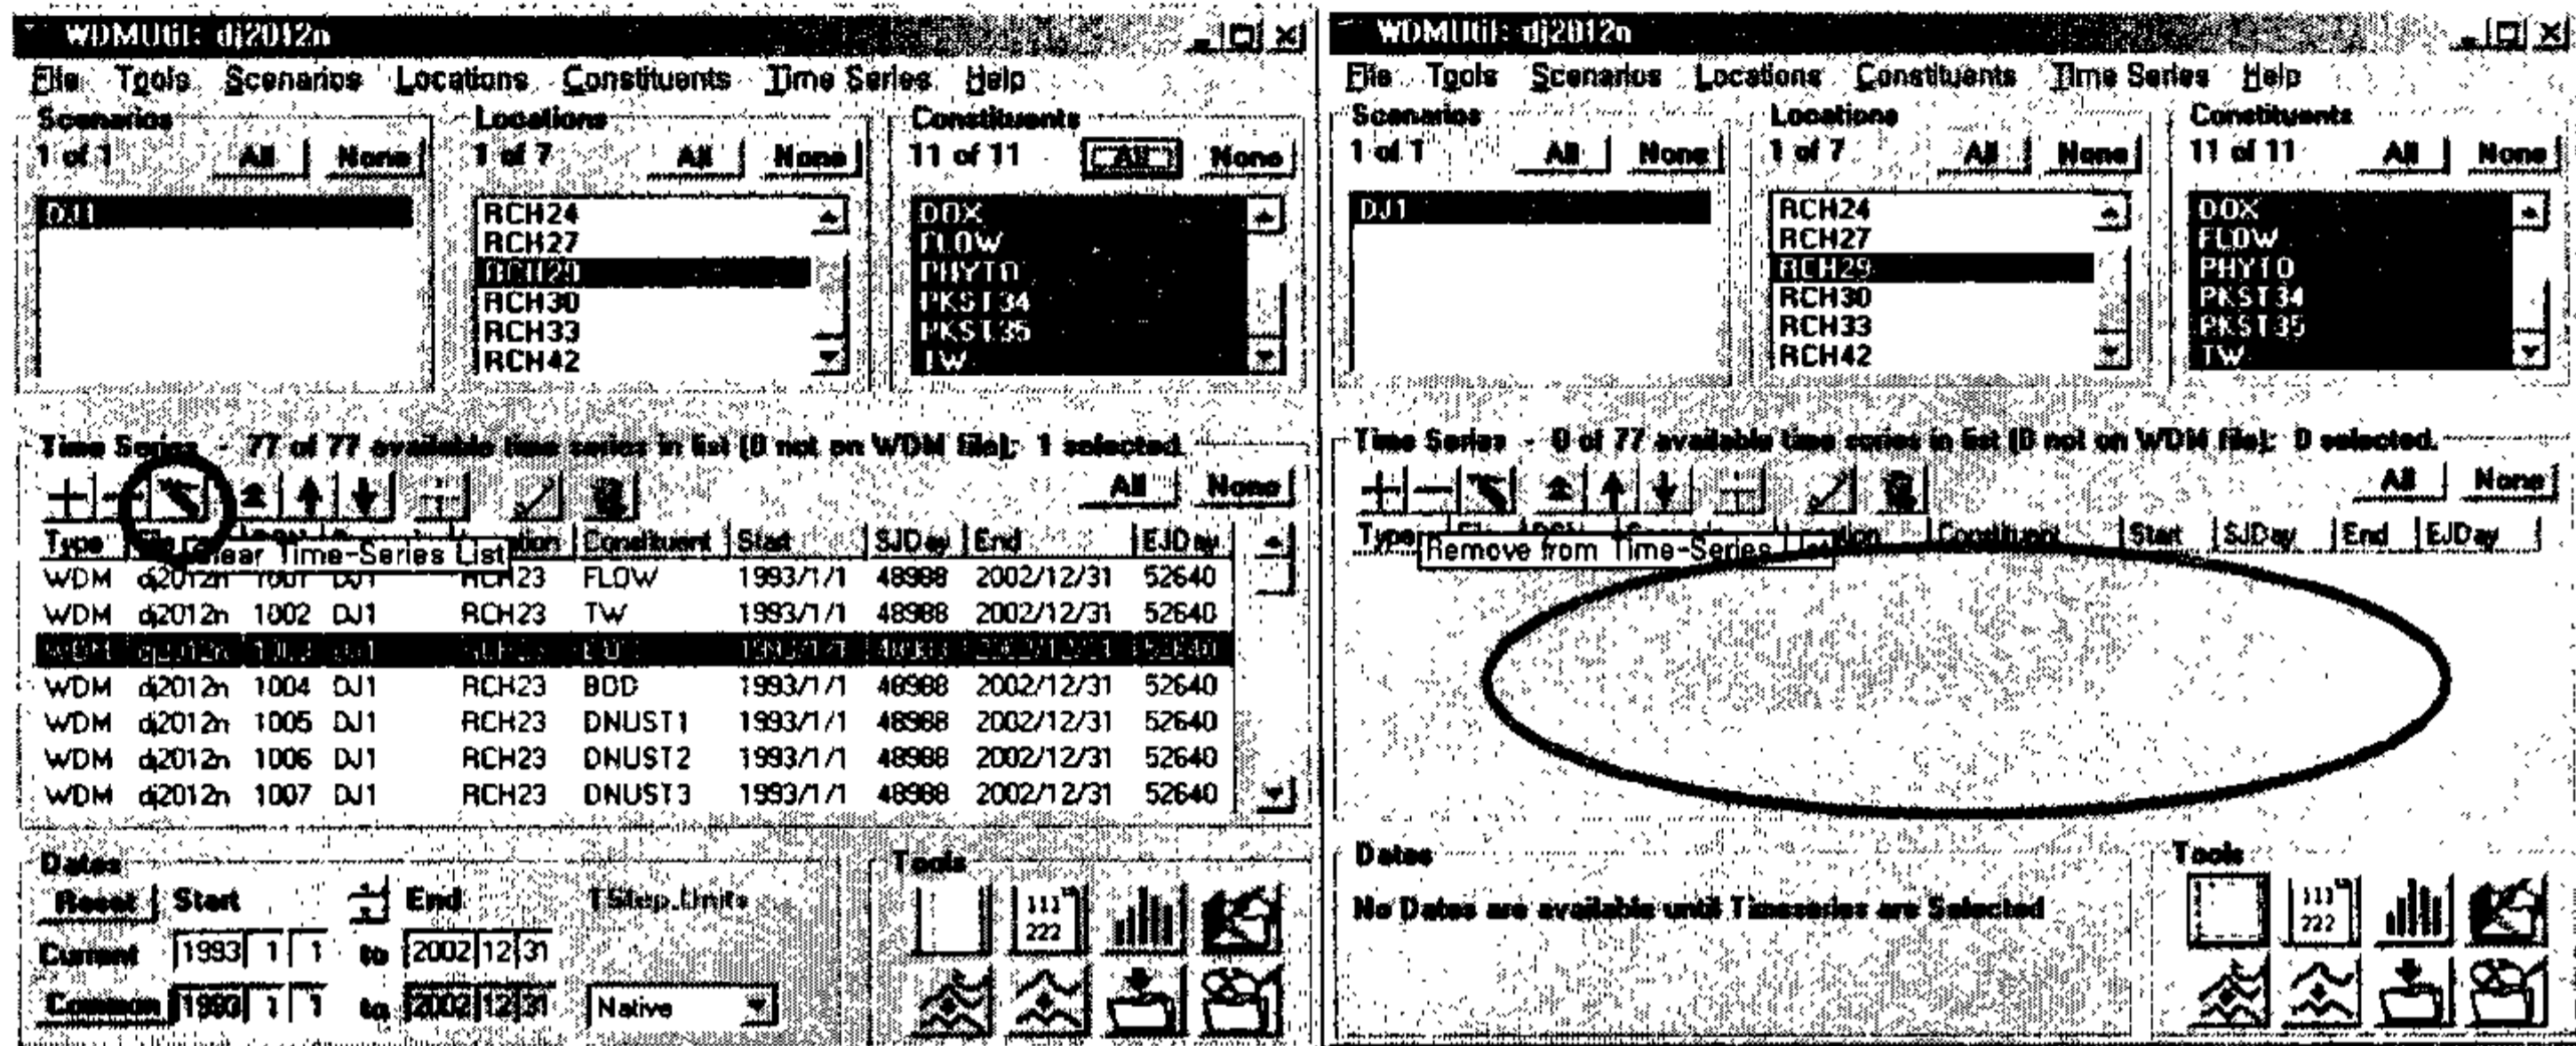 WDMUtil: dj2012n
File Tools Scenarios Locations Constituents Time Series Help
Scenarios Locations Constituents
1 of 1 All None 1 of 7 All None 11 of 11 All None
DJ1
RCH24
RCH27
RCH29
RCH30
RCH33
RCH42
DOX
FLOW
PHYTO
PKST34
PKST35
TW
Time Series - 77 of 77 available time series in list (0 not on WDM file); 1 selected.
All None
Type Constituent Start SJDay End EJDay
Clear Time-Series List
WDM dj2012n 1001 DJ1 RCH23 FLOW 1993/1/1 48988 2002/12/31 52640
WDM dj2012n 1002 DJ1 RCH23 TW 1993/1/1 48988 2002/12/31 52640
WDM dj2012n 1003 DJ1 RCH23 1993/1/1 48988 2002/12/31 52640
WDM dj2012n 1004 DJ1 RCH23 BOD 1993/1/1 48988 2002/12/31 52640
WDM dj2012n 1005 DJ1 RCH23 DNUST1 1993/1/1 48988 2002/12/31 52640
WDM dj2012n 1006 DJ1 RCH23 DNUST2 1993/1/1 48988 2002/12/31 52640
WDM dj2012n 1007 DJ1 RCH23 DNUST3 1993/1/1 48988 2002/12/31 52640
Dates Tools
Reset Start End TStep,Units
Current 1993 1 1 to 2002 12 31
Common 1993 1 1 to 2002 12 31 Native
111
222
WDMUtil: dj2012n
File Tools Scenarios Locations Constituents Time Series Help
Scenarios Locations Constituents
1 of 1 All None 1 of 7 All None 11 of 11 All None
DJ1
RCH24
RCH27
RCH29
RCH30
RCH33
RCH42
DOX
FLOW
PHYTO
PKST34
PKST35
TW
Time Series - 0 of 77 available time series in list (0 not on WDM file); 0 selected.
All None
Type Constituent Start SJDay End EJDay
Remove from Time-Series List
Dates Tools
No Dates are available until Timeseries are Selected
111
222